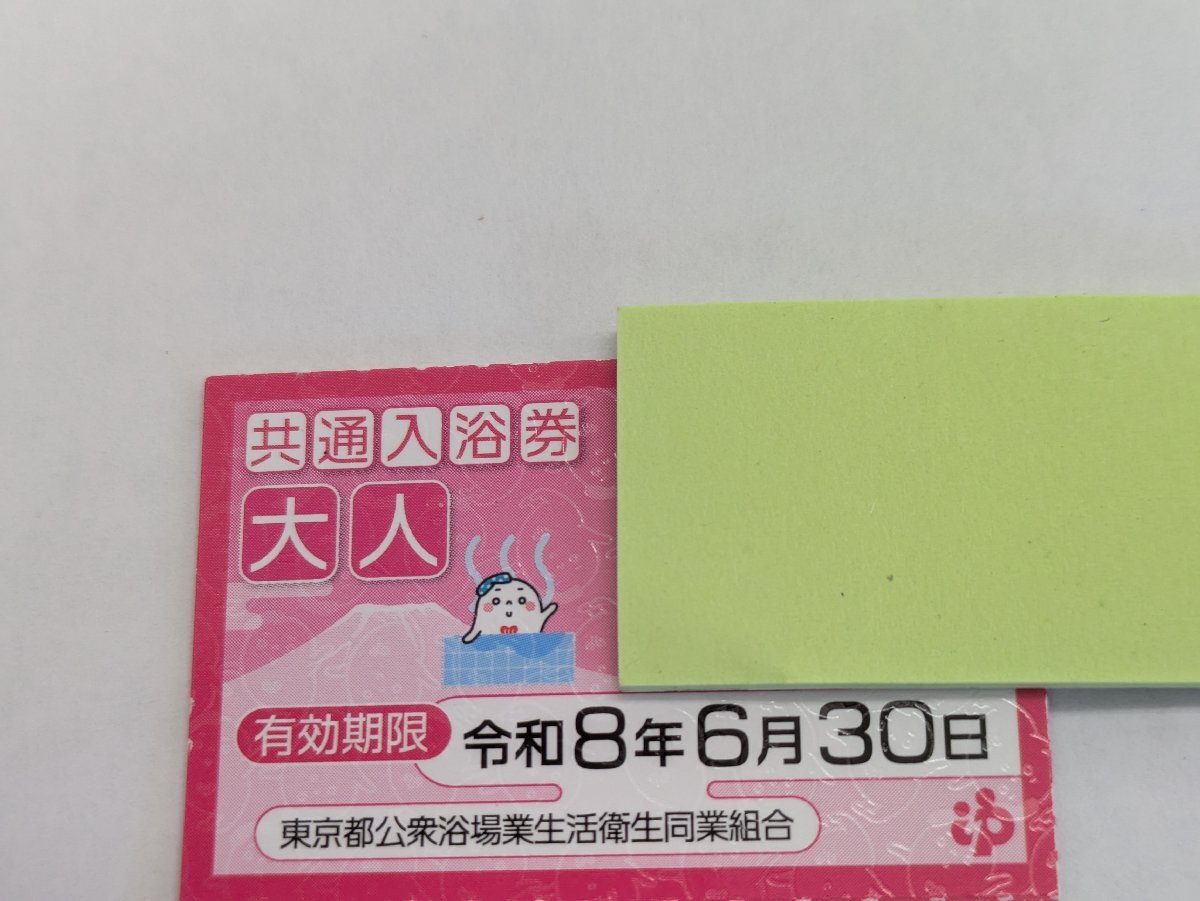 共通入浴券
大人
有効期限 令和8年6月30日
東京都公衆浴場業生活衛生同業組合